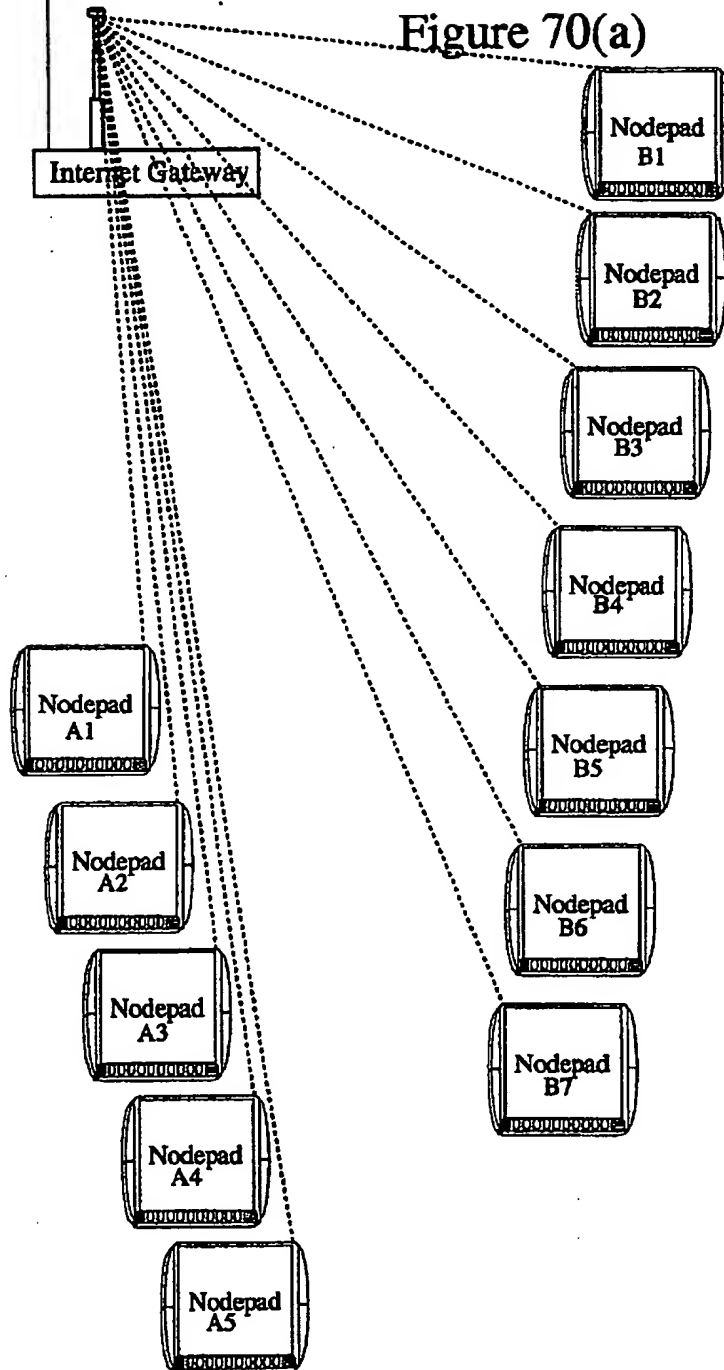 Figure 70(a)
Internet Gateway
Nodepad
B1
Nodepad
B2
Nodepad
B3
Nodepad
B4
Nodepad
B5
Nodepad
B6
Nodepad
B7
Nodepad
A1
Nodepad
A2
Nodepad
A3
Nodepad
A4
Nodepad
A5